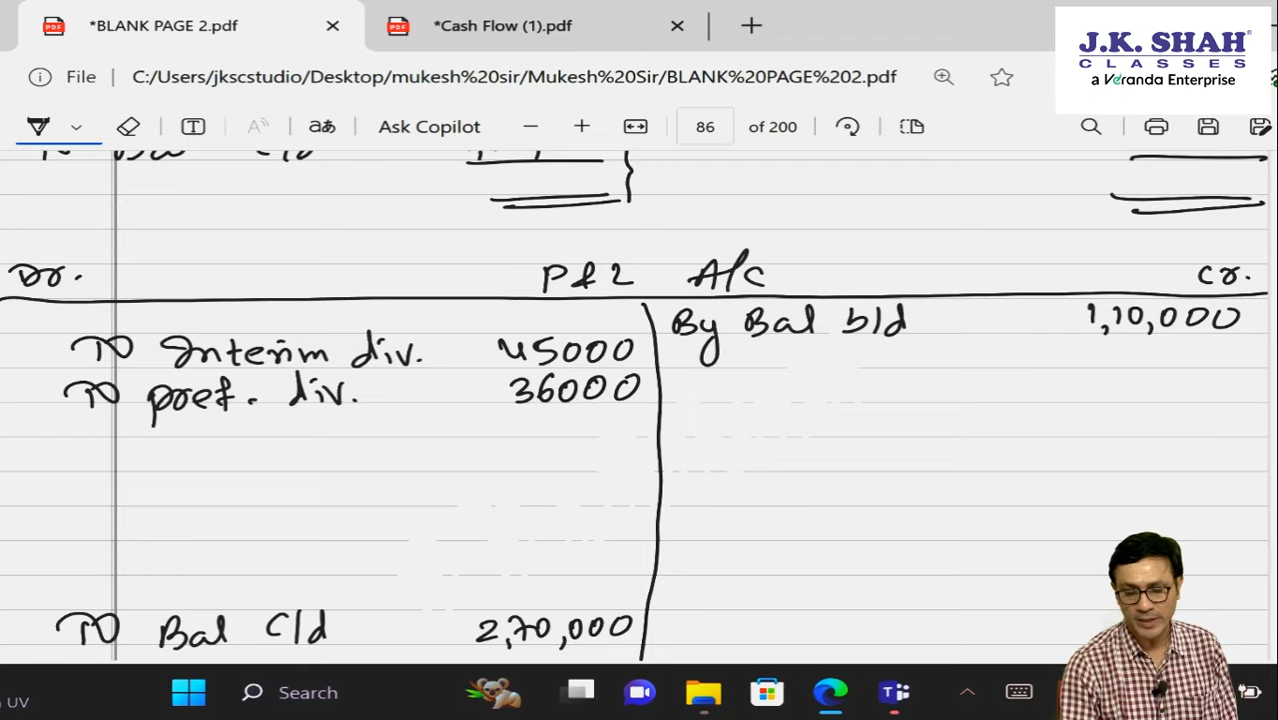 *BLANK PAGE 2.pdf
*Cash Flow (1).pdf
J.K. SHAH®
CLASSES
a Veranda Enterprise
File C:/Users/jkscstudio/Desktop/mukesh%20sir/Mukesh%20Sir/BLANK%20PAGE%202.pdf
aあ Ask Copilot 86 of 200
Dr. P&L A/c Cr.
By Bal b/d 1,10,000
TO Interim div. 45000
TO pref. div. 36000
TO Bal c/d 2,70,000
UV
Search